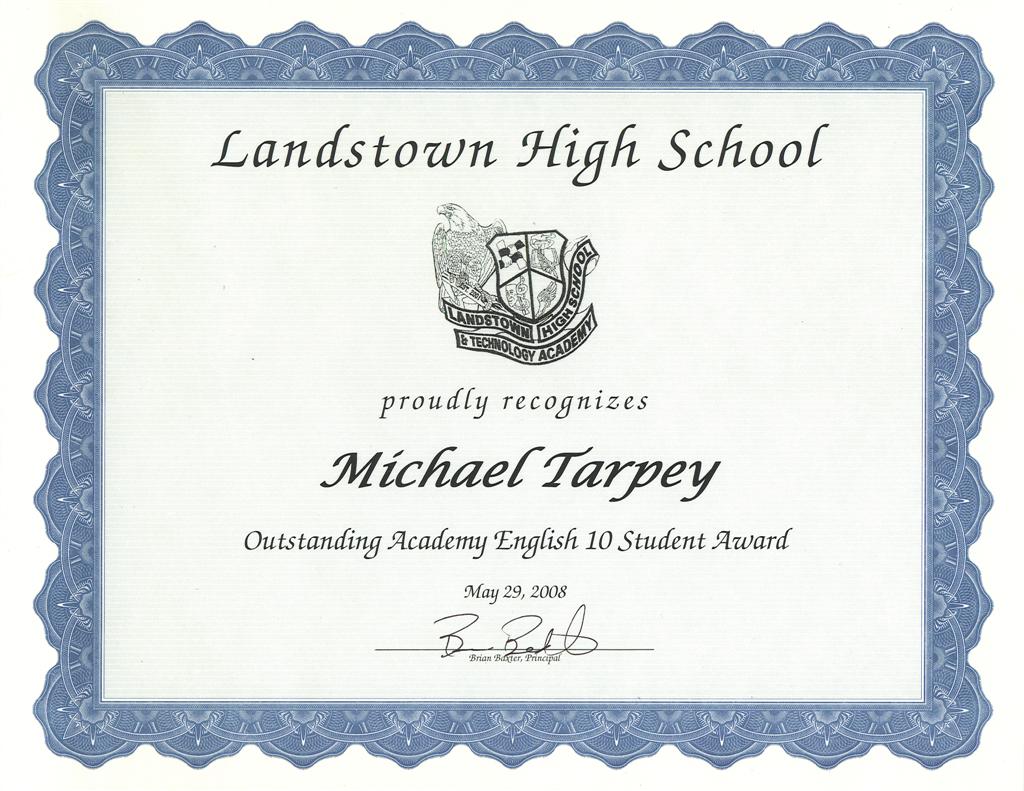 Landstown High School
LANDSTOWN HIGH SCHOOL
& TECHNOLOGY ACADEMY
proudly recognizes
Michael Tarpey
Outstanding Academy English 10 Student Award
May 29, 2008
Brian Baxter, Principal